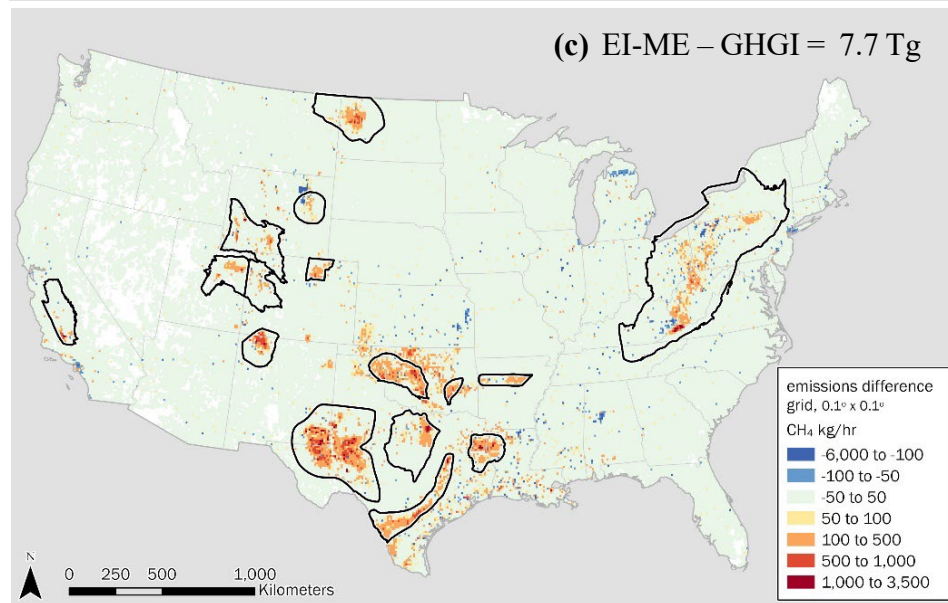 (c) EI-ME – GHGI = 7.7 Tg
emissions difference
grid, 0.1º x 0.1º
CH₄ kg/hr
-6,000 to -100
-100 to -50
-50 to 50
50 to 100
100 to 500
500 to 1,000
1,000 to 3,500
N
0 250 500 1,000
Kilometers